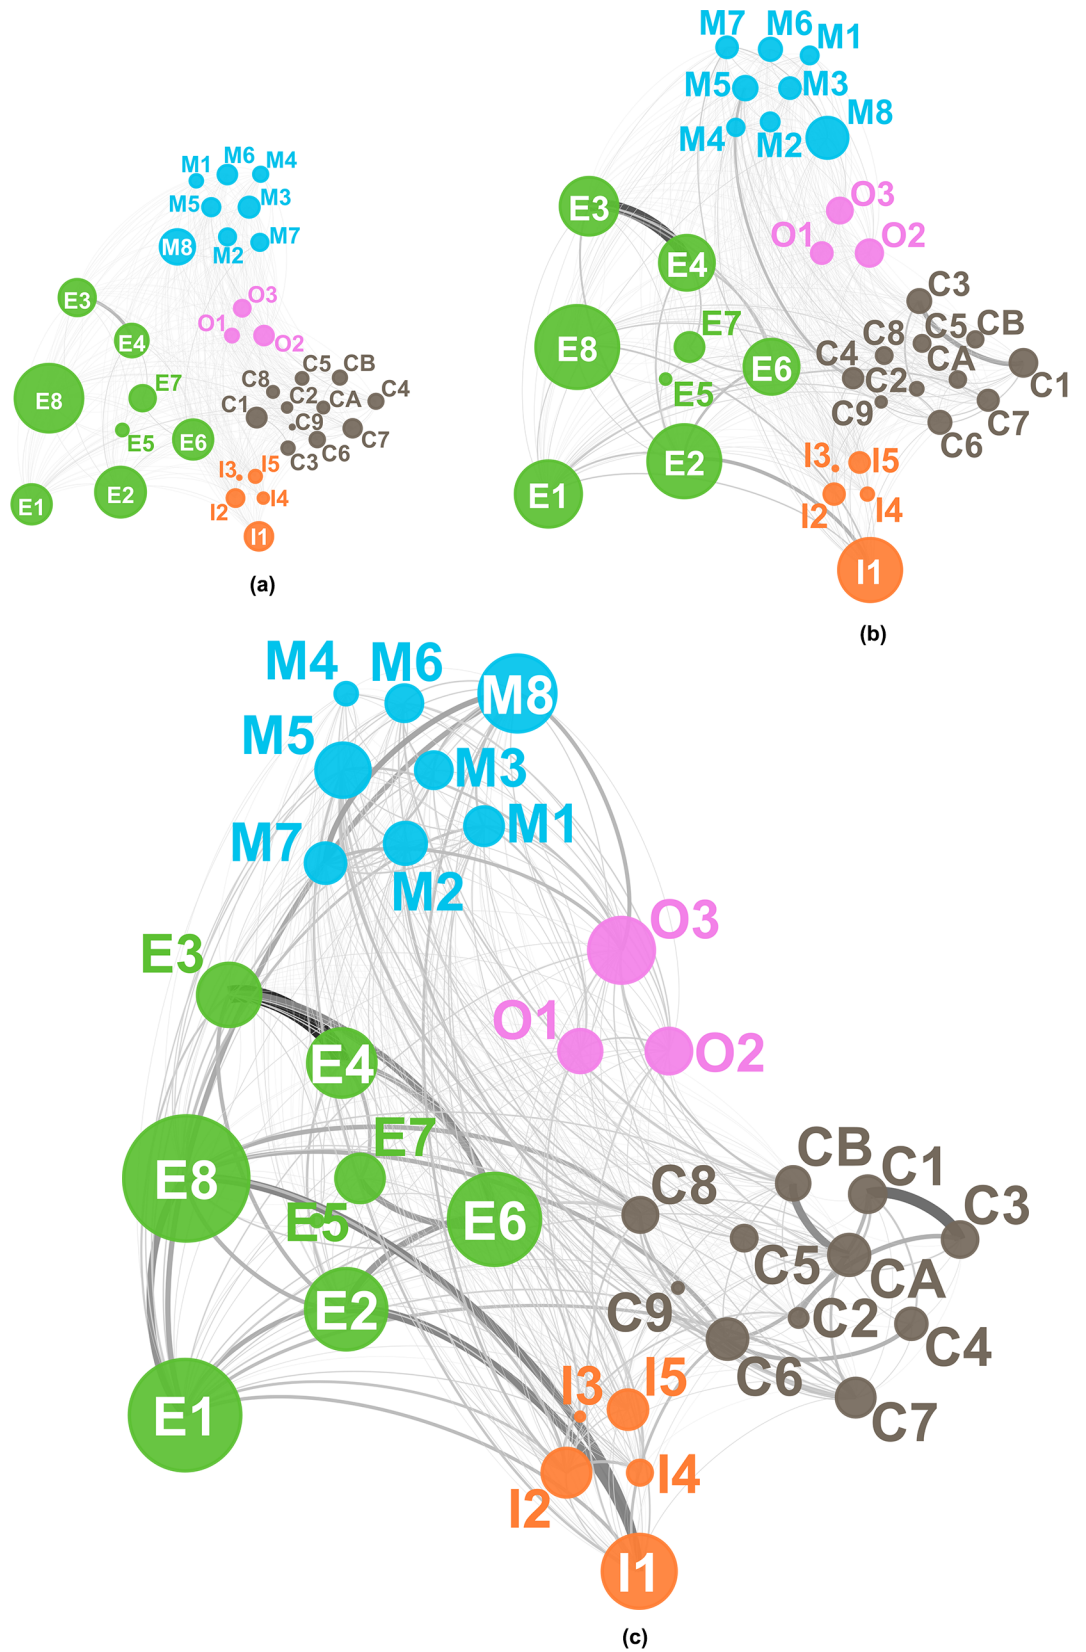 M1 M6 M4
M5 M3
M8 M2 M7
E3 O3
E4 O1 O2
E8 E7 C8 C5 CB
C1 C2 CA C4
E5 E6 C9 C7
C3 C6
E1 E2 I3 I5
I2 I4
I1
(a)
M7 M6 M1
M5 M3
M4 M2 M8
E3 O3
E4 O1 O2
C3
E8 E7 C8 C5 CB
E6 C4 CA C1
E5 C2
C9 C7
E2 C6
E1 I3 I5
I2 I4
I1
(b)
M4 M6 M8
M5 M3
M7 M1
M2
E3 O3
E4 O1 O2
E8 E7 CB C1
C8 C3
E5 E6 C5 CA
E2 C9 C2 C4
C6
E1 I3 I5 C7
I2 I4
I1
(c)